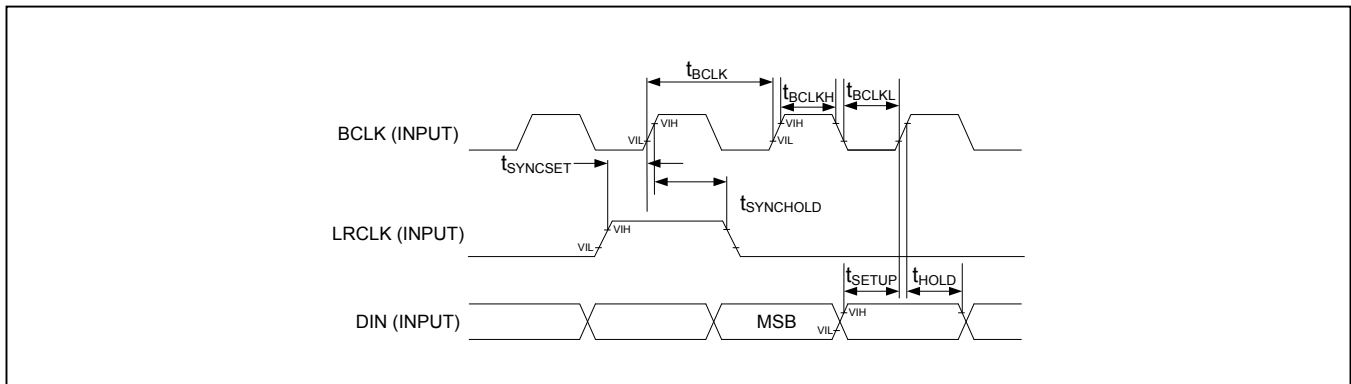 tBCLK
tBCLKH tBCLKL
BCLK (INPUT)
VIH VIH
VIL VIL
tSYNCSET
tSYNCHOLD
LRCLK (INPUT)
VIH
VIL
tSETUP tHOLD
DIN (INPUT)
MSB
VIH
VIL